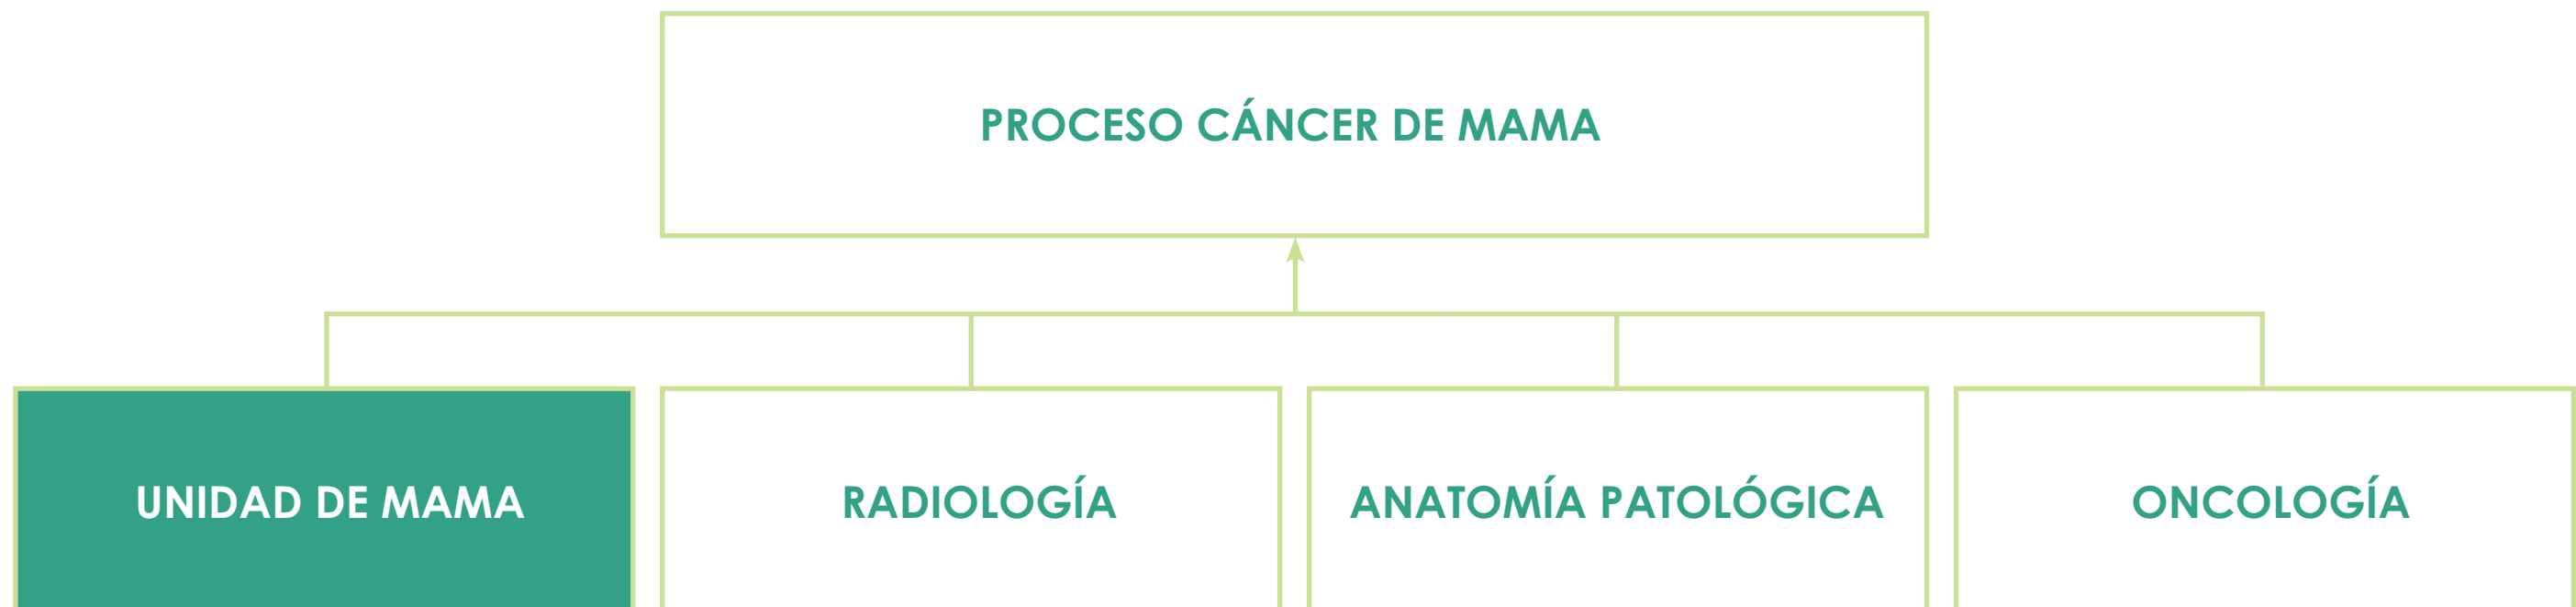 PROCESO CÁNCER DE MAMA
UNIDAD DE MAMA
RADIOLOGÍA
ANATOMÍA PATOLÓGICA
ONCOLOGÍA